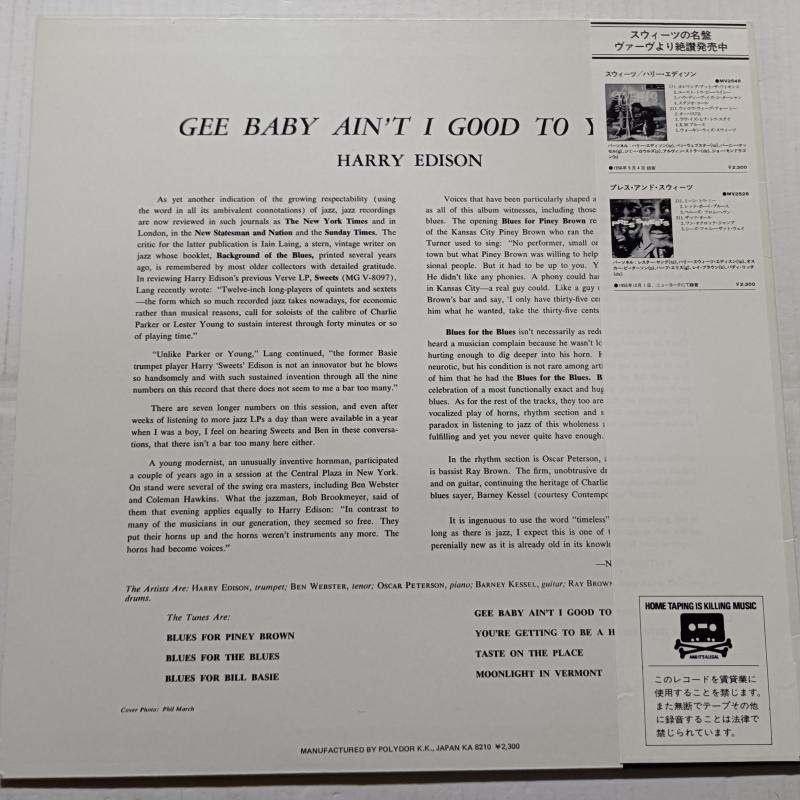 GEE BABY AIN'T I GOOD TO Y
HARRY EDISON
As yet another indication of the growing respectability (using
the word in all its ambivalent connotations) of jazz, jazz recordings
are now reviewed in such journals as The New York Times and in
London, in the New Statesman and Nation and the Sunday Times. The
critic for the latter publication is Iain Laing, a stern, vintage writer on
jazz whose booklet, Background of the Blues, printed several years
ago, is remembered by most older collectors with detailed gratitude.
In reviewing Harry Edison's previous Verve LP, Sweets (MG V-8097),
Lang recently wrote: "Twelve-inch long-players of quintets and sextets
—the form which so much recorded jazz takes nowadays, for economic
rather than musical reasons, call for soloists of the calibre of Charlie
Parker or Lester Young to sustain interest through forty minutes or so
of playing time."
"Unlike Parker or Young," Lang continued, "the former Basie
trumpet player Harry 'Sweets' Edison is not an innovator but he blows
so handsomely and with such sustained invention through all the nine
numbers on this record that there does not seem to me a bar too many."
There are seven longer numbers on this session, and even after
weeks of listening to more jazz LPs a day than were available in a year
when I was a boy, I feel on hearing Sweets and Ben in these conversa-
tions, that there isn't a bar too many here either.
A young modernist, an unusually inventive hornman, participated
a couple of years ago in a session at the Central Plaza in New York.
On stand were several of the swing era masters, including Ben Webster
and Coleman Hawkins. What the jazzman, Bob Brookmeyer, said of
them that evening applies equally to Harry Edison: "In contrast to
many of the musicians in our generation, they seemed so free. They
put their horns up and the horns weren't instruments any more. The
horns had become voices."
Voices that have been particularly shaped a
as all of this album witnesses, including those
blues. The opening Blues for Piney Brown re
of the Kansas City Piney Brown who ran the
Turner used to sing: "No performer, small or
town but what Piney Brown was willing to help
sional people. But it had to be up to you. Y
He didn't like any phonies. A phony could ha
in Kansas City—a real guy could. Like a guy
Brown's bar and say, 'I only have thirty-five cen
him what he wanted, take the thirty-five cents
Blues for the Blues isn't necessarily as redu
heard a musician complain because he wasn't lo
hurting enough to dig deeper into his horn. H
neurotic, but his condition is not rare among arti
of him that he had the Blues for the Blues. B
celebration of a most functionally exact and hug
blues. As for the rest of the tracks, they too are
vocalized play of horns, rhythm section and s
paradox in listening to jazz of this wholeness
fulfilling and yet you never quite have enough.
In the rhythm section is Oscar Peterson,
is bassist Ray Brown. The firm, unobtrusive dr
and on guitar, continuing the heritage of Charlie
blues sayer, Barney Kessel (courtesy Contempo
It is ingenuous to use the word "timeless"
long as there is jazz, I expect this is one of t
perenially new as it is already old in its knowle
—N
The Artists Are: HARRY EDISON, trumpet; BEN WEBSTER, tenor; OSCAR PETERSON, piano; BARNEY KESSEL, guitar; RAY BROWN
drums.
The Tunes Are:
BLUES FOR PINEY BROWN
BLUES FOR THE BLUES
BLUES FOR BILL BASIE
GEE BABY AIN'T I GOOD TO
YOU'RE GETTING TO BE A H
TASTE ON THE PLACE
MOONLIGHT IN VERMONT
Cover Photo: Phil March
MANUFACTURED BY POLYDOR K.K., JAPAN KA 8210 ¥2,300
スウィーツの名盤
ヴァーヴより絶讃発売中
スウィーツ/ハリー・エディソン
●MV2548
¥2,300
プレス・アンド・スウィーツ
●MV2528
¥2,300
HOME TAPING IS KILLING MUSIC
AND IT'S ILLEGAL
このレコードを賃貸業に
使用することを禁じます。
また無断でテープその他
に録音することは法律で
禁じられています。